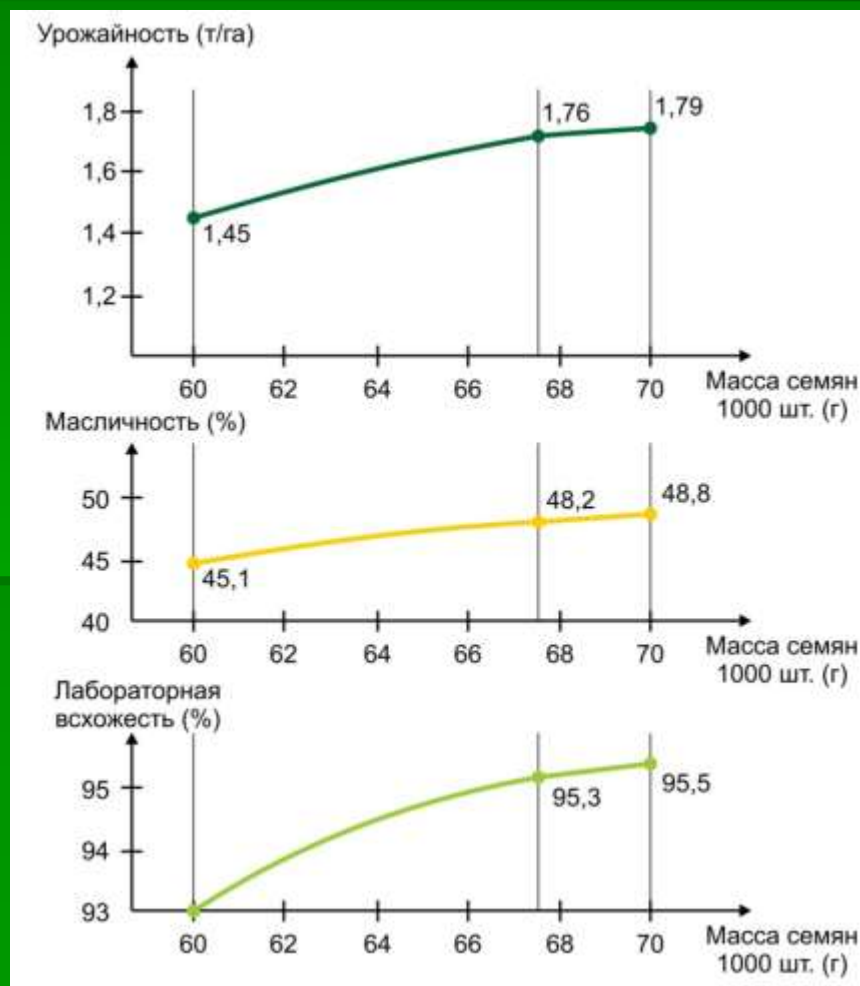 Урожайность (т/га)
1,8
1,6
1,4
1,2
1,45
1,76
1,79
60 62 64 66 68 70
Масса семян
1000 шт. (г)
Масличность (%)
50
45
40
45,1
48,2
48,8
60 62 64 66 68 70
Масса семян
1000 шт. (г)
Лабораторная
всхожесть (%)
95
94
93
95,3
95,5
60 62 64 66 68 70
Масса семян
1000 шт. (г)